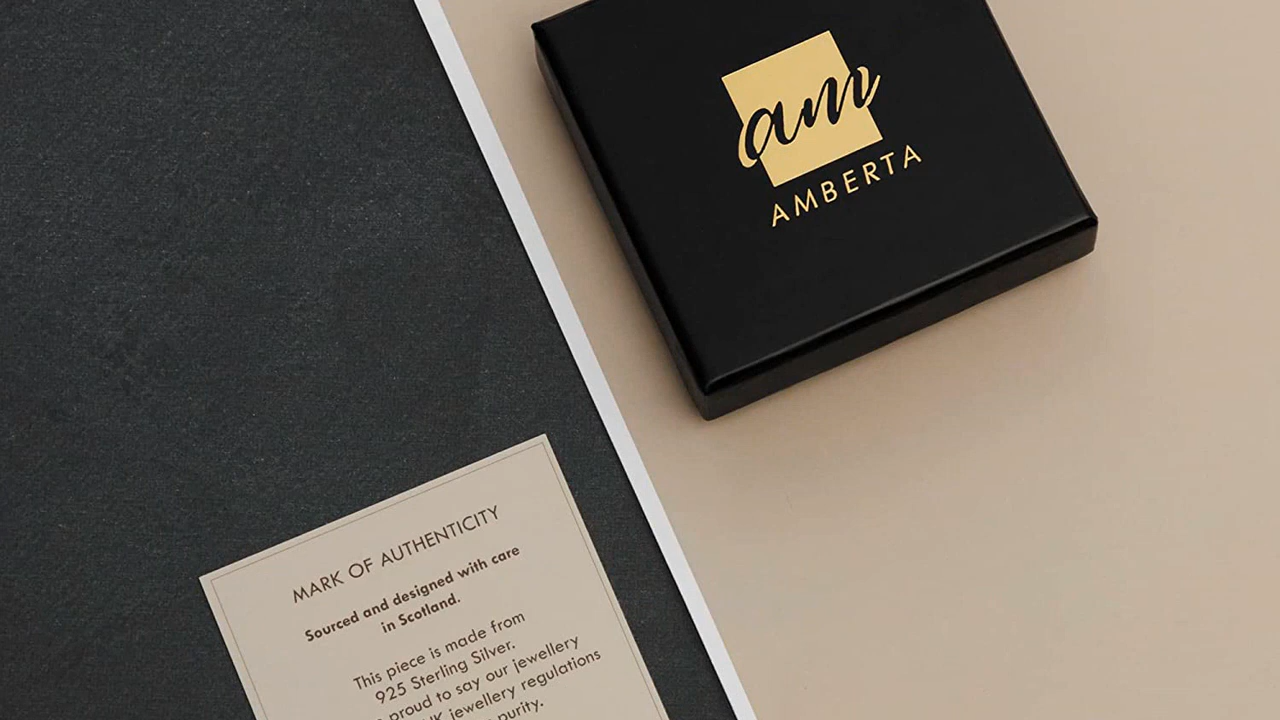 am
AMBERTA
MARK OF AUTHENTICITY
Sourced and designed with care
in Scotland.
This piece is made from
925 Sterling Silver.
proud to say our jewellery
UK jewellery regulations
purity.